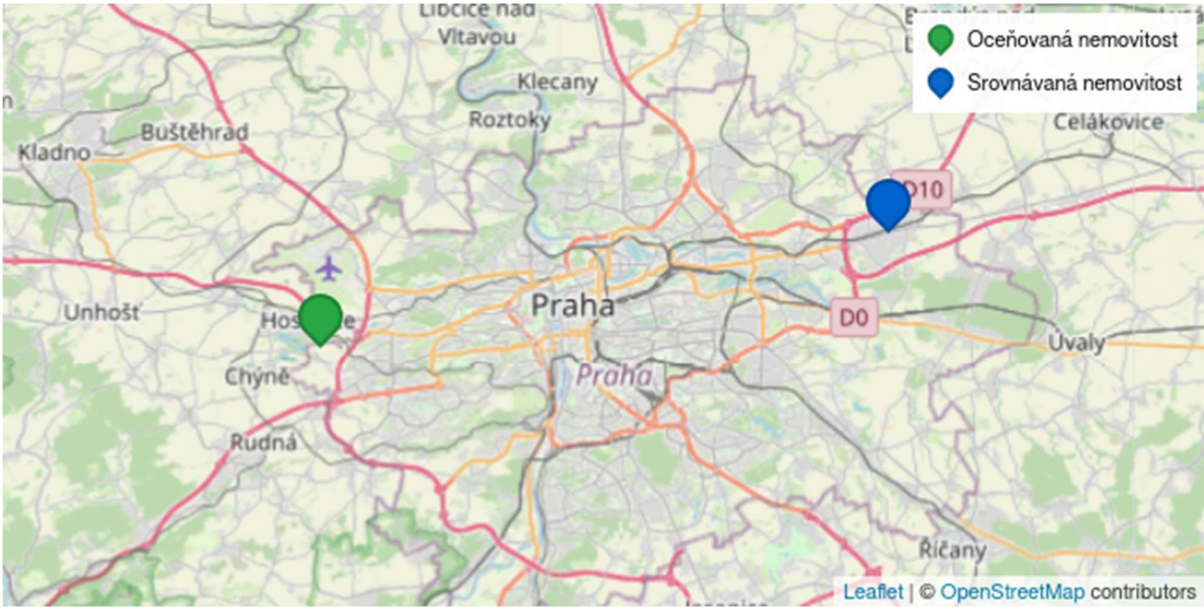 Libčice nad
Vltavou
Oceňovaná nemovitost
Srovnávaná nemovitost
Klecany
Roztoky
Čelákovice
Buštěhrad
Kladno
D10
Praha
Unhošť
D0
Úvaly
Chýně
Praha
Rudná
Říčany
Leaflet | © OpenStreetMap contributors